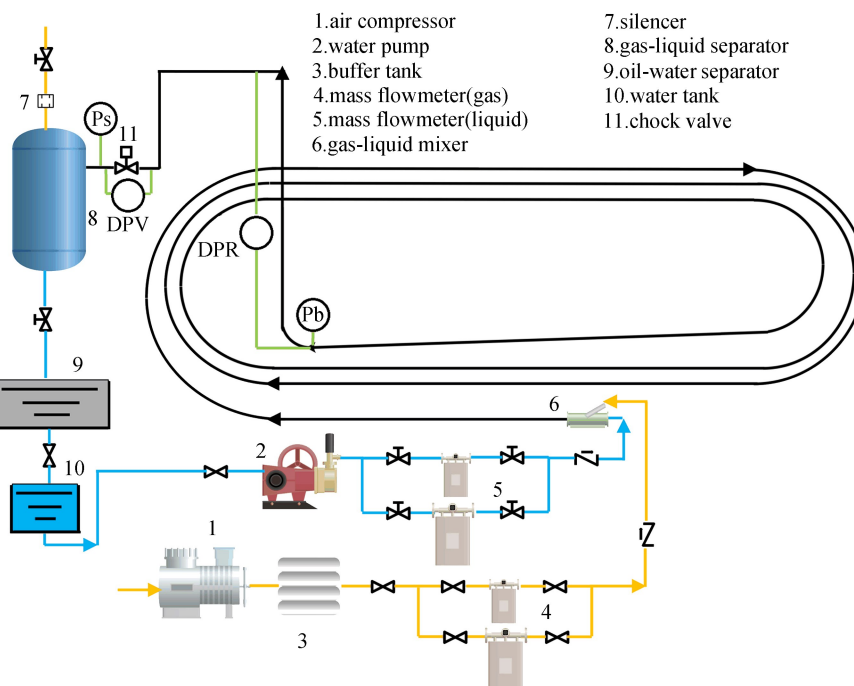 1.air compressor
2.water pump
3.buffer tank
4.mass flowmeter(gas)
5.mass flowmeter(liquid)
6.gas-liquid mixer
7.silencer
8.gas-liquid separator
9.oil-water separator
10.water tank
11.chock valve
7
Ps
11
8
DPV
DPR
Pb
9
6
10
2
5
1
4
3